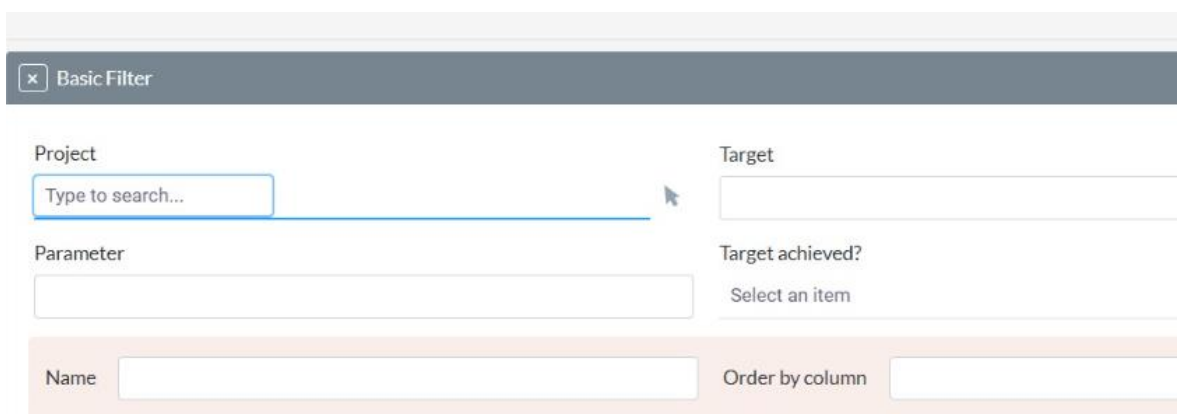 Basic Filter
Project
Target
Type to search...
Parameter
Target achieved?
Select an item
Name
Order by column